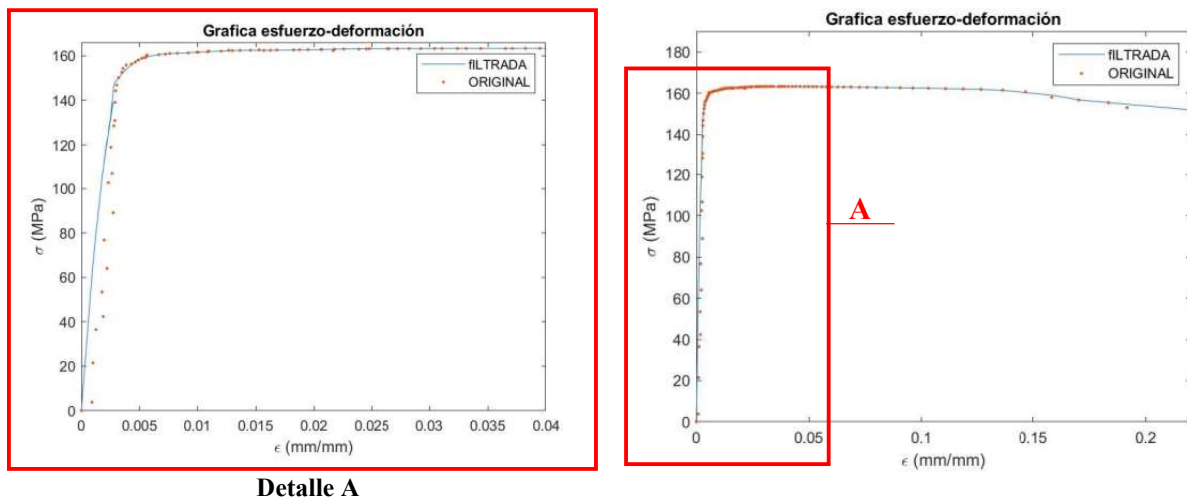 Grafica esfuerzo-deformación
160
140
120
100
80
60
40
20
0
σ (MPa)
fILTRADA
ORIGINAL
0 0.005 0.01 0.015 0.02 0.025 0.03 0.035 0.04
ϵ (mm/mm)
Detalle A
Grafica esfuerzo-deformación
180
160
140
120
100
80
60
40
20
0
σ (MPa)
fILTRADA
ORIGINAL
A
0 0.05 0.1 0.15 0.2
ϵ (mm/mm)